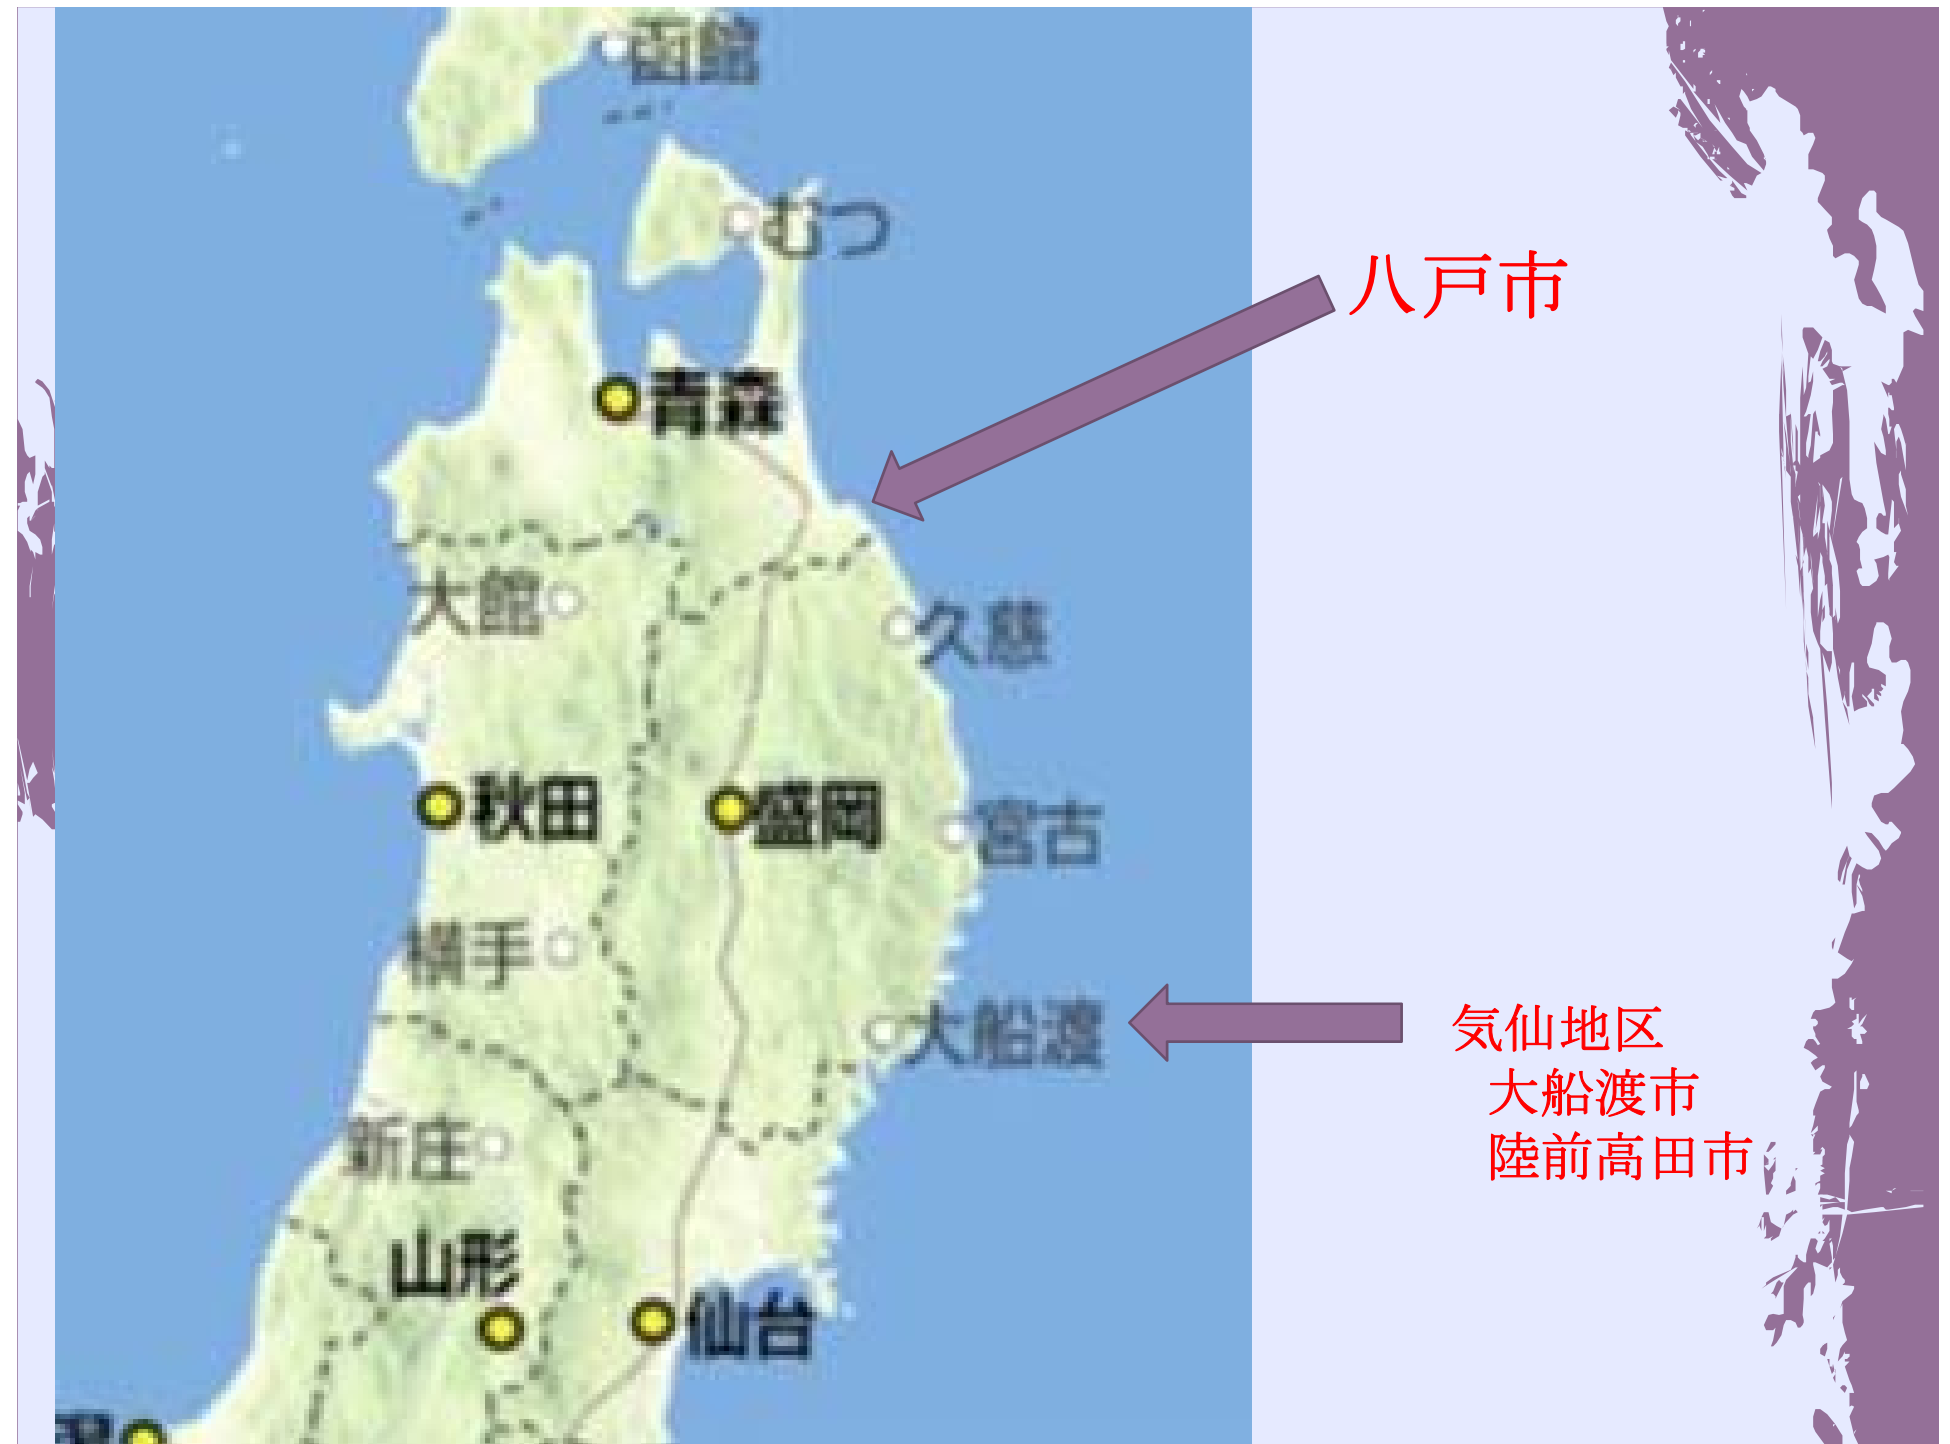 函館
むつ
八戸市
青森
大館
久慈
秋田
盛岡
宮古
横手
大船渡
気仙地区
大船渡市
陸前高田市
新庄
山形
仙台